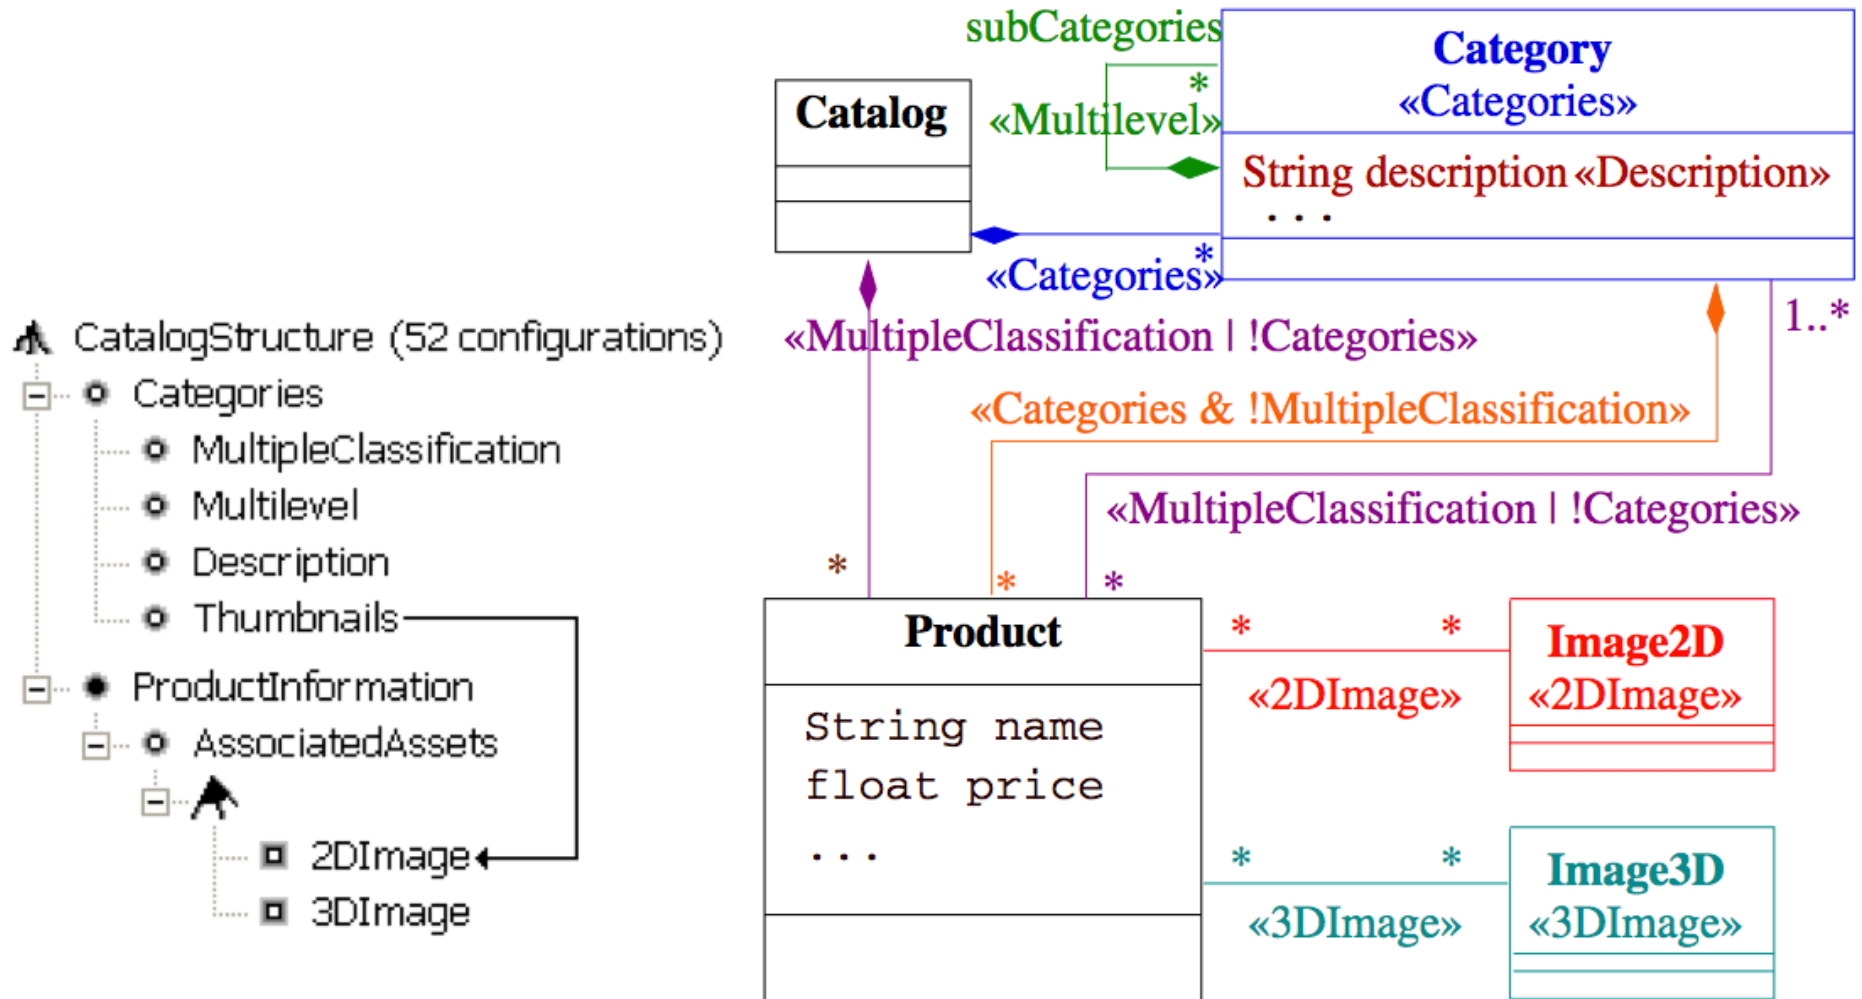 CatalogStructure (52 configurations)
Categories
MultipleClassification
Multilevel
Description
Thumbnails
ProductInformation
AssociatedAssets
2DImage
3DImage
subCategories
*
«Multilevel»
Catalog
Category
«Categories»
String description «Description»
. . .
*
«Categories»
«MultipleClassification | !Categories»
1..*
«Categories & !MultipleClassification»
«MultipleClassification | !Categories»
*
*
*
Product
String name
float price
...
* *
«2DImage»
Image2D
«2DImage»
* *
«3DImage»
Image3D
«3DImage»